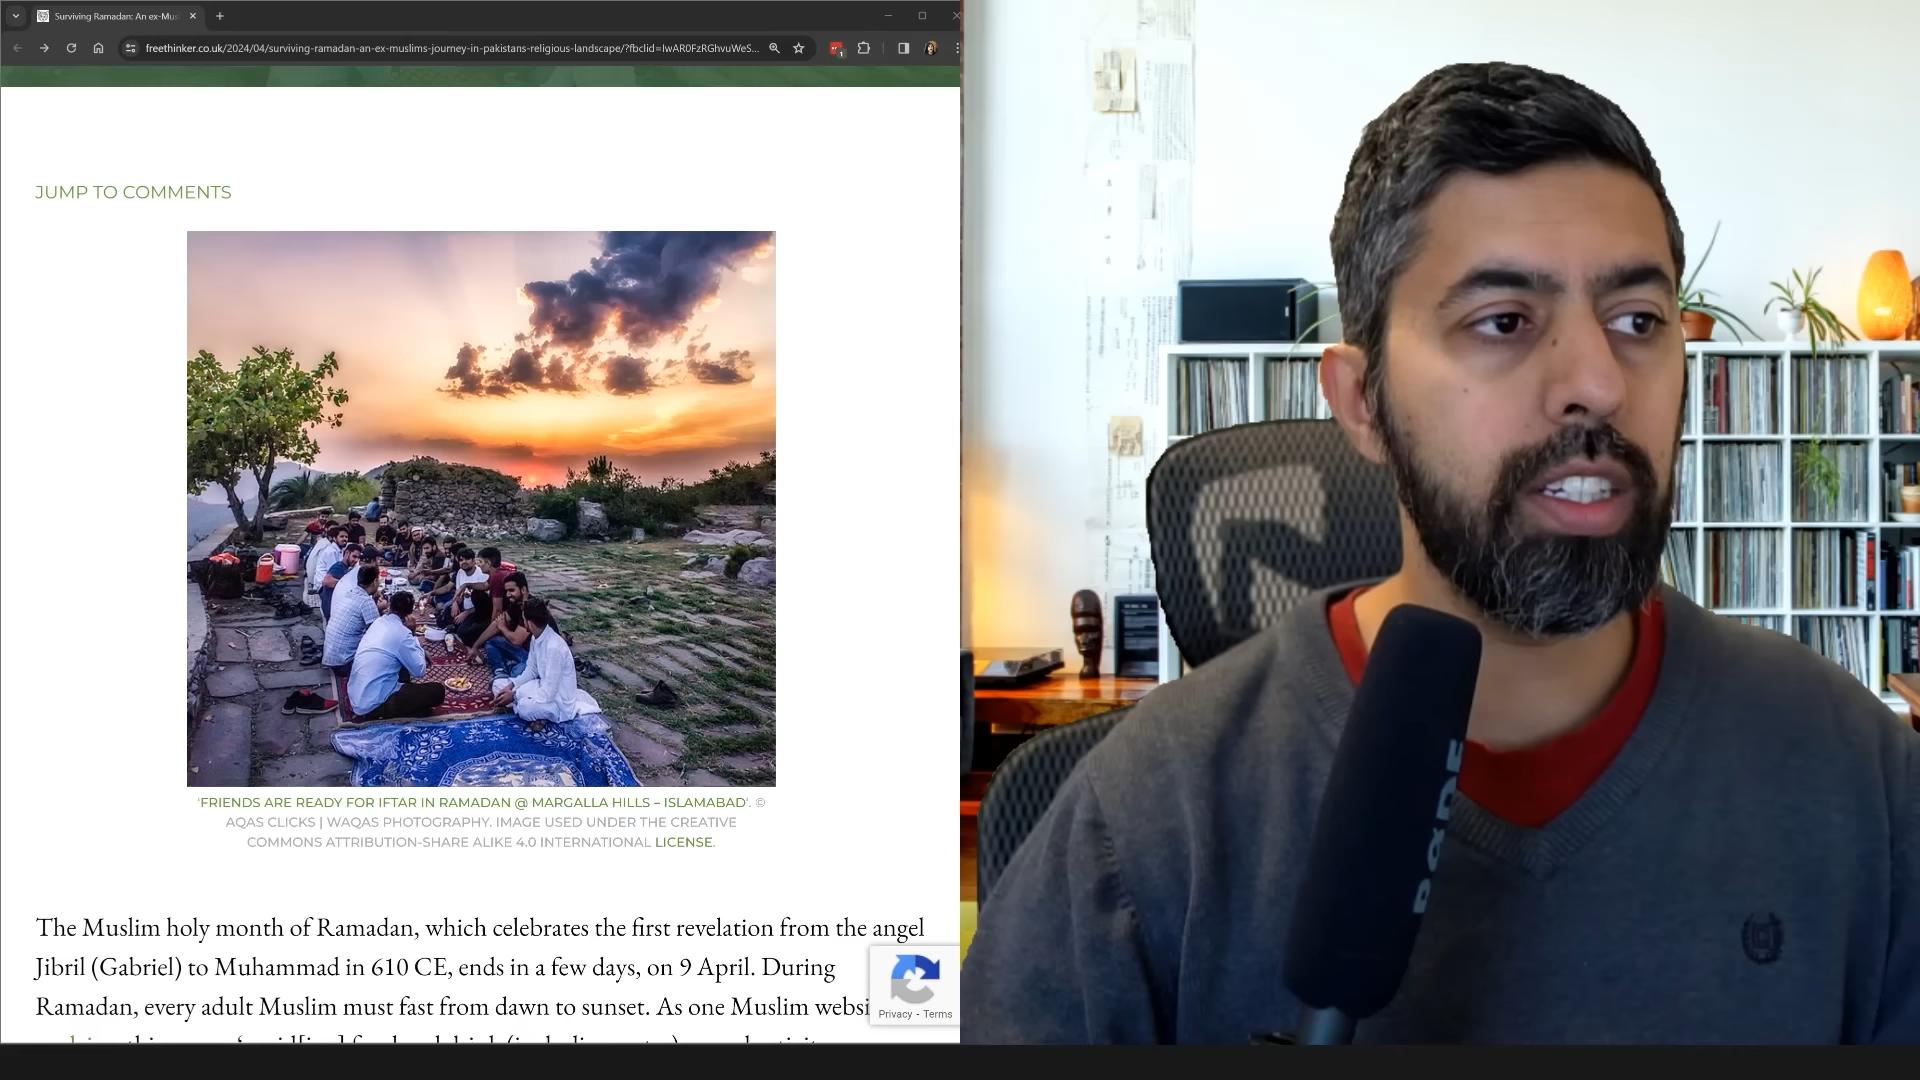 Surviving Ramadan: An ex-Mus
freethinker.co.uk/2024/04/surviving-ramadan-an-ex-muslims-journey-in-pakistans-religious-landscape/?fbclid=IwAR0FzRGhvuWeS...
1
JUMP TO COMMENTS
'FRIENDS ARE READY FOR IFTAR IN RAMADAN @ MARGALLA HILLS – ISLAMABAD'. ©
AQAS CLICKS | WAQAS PHOTOGRAPHY. IMAGE USED UNDER THE CREATIVE
COMMONS ATTRIBUTION-SHARE ALIKE 4.0 INTERNATIONAL LICENSE.
The Muslim holy month of Ramadan, which celebrates the first revelation from the angel
Jibril (Gabriel) to Muhammad in 610 CE, ends in a few days, on 9 April. During
Ramadan, every adult Muslim must fast from dawn to sunset. As one Muslim websi
Privacy - Terms
RØDE